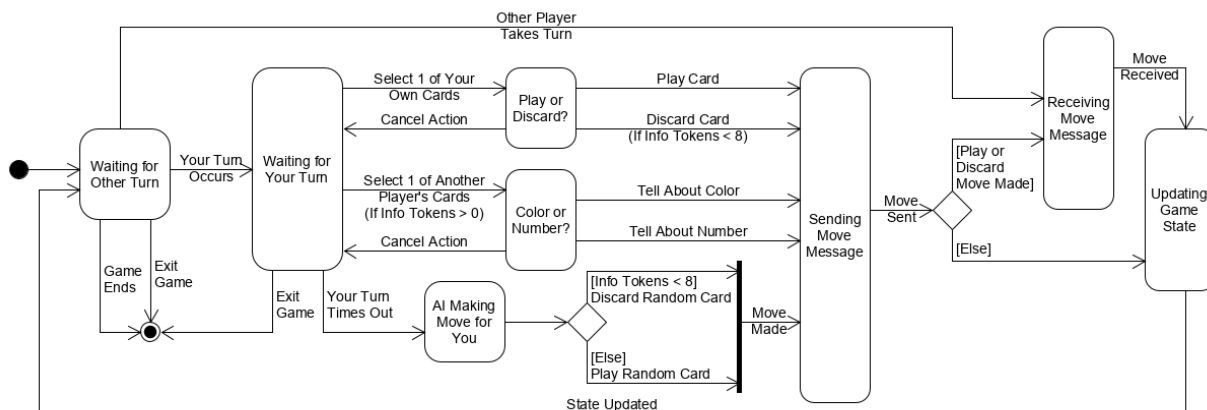 Other Player
Takes Turn
Waiting for
Other Turn
Your Turn
Occurs
Game
Ends
Exit
Game
Waiting for
Your Turn
Select 1 of Your
Own Cards
Cancel Action
Play or
Discard?
Play Card
Discard Card
(If Info Tokens < 8)
Select 1 of Another
Player's Cards
(If Info Tokens > 0)
Cancel Action
Color or
Number?
Tell About Color
Tell About Number
Exit
Game
Your Turn
Times Out
AI Making
Move for
You
[Info Tokens < 8]
Discard Random Card
[Else]
Play Random Card
Move
Made
Sending
Move
Message
Move
Sent
[Play or
Discard
Move Made]
[Else]
Receiving
Move
Message
Move
Received
Updating
Game
State
State Updated